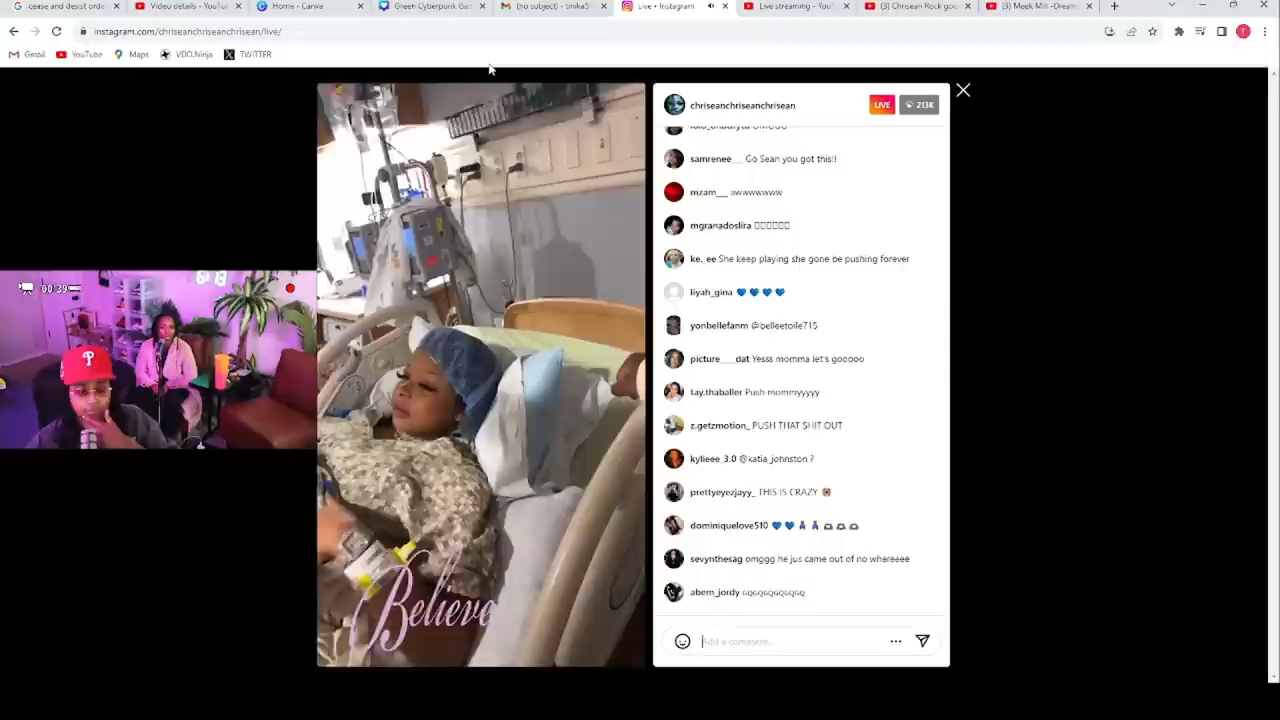 cease and desist order
Video details - YouTu
Home - Canva
Green Cyberpunk Ga
(no subject) - tmika5
Live • Instagram
Live streaming - You
(3) Chrisean Rock go
(3) Meek Mill -Dream
instagram.com/chriseanchriseanchrisean/live/
T
Gmail
YouTube
Maps
VDO.Ninja
TWITTER
chriseanchriseanchrisean
LIVE
213K
samrenee__ Go Sean you got this!!
mzam___ awwwwwww
mgranadoslira
ke._.ee She keep playing she gone be pushing forever
liyah_gina 💙 💙 💙 💙
yonbellefanm @belleetoile715
picture___dat Yesss momma let's gooooo
tay.thaballer Push mommyyyyy
z.getzmotion_ PUSH THAT SHIT OUT
kylieee_3.0 @katia_johnston ?
prettyeyezjayy_ THIS IS CRAZY
dominiquelove510 💙 💙
sevynthesag omggg he jus came out of no whereeee
abem_jordy
Add a comment...
00:39
P
Believe